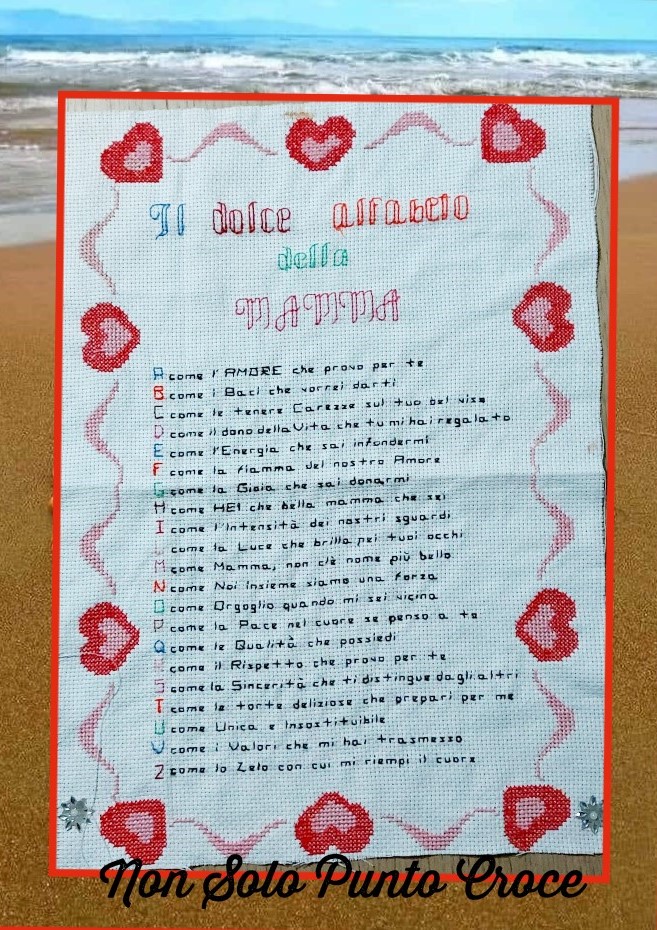 Il dolce alfabeto
della
MAMMA
A come l'AMORE che provo per te
B come i Baci che vorrei darti
C come le tenere Carezze sul tuo bel viso
D come il dono della Vita che tu mi hai regalato
E come l'Energia che sai infondermi
F come la Fiamma del nostro Amore
G come la Gioia che sai donarmi
H come HEI che bella mamma che sei
I come l'Intensità dei nostri sguardi
L come la Luce che brilla nei tuoi occhi
M come Mamma, non c'è nome più bello
N come Noi insieme siamo una Forza
O come Orgoglio quando mi sei vicina
P come la Pace nel cuore se penso a te
Q come le Qualità che possiedi
R come il Rispetto che provo per te
S come la Sincerità che ti distingue dagli altri
T come le torte deliziose che prepari per me
U come Unica e Insostituibile
V come i Valori che mi hai trasmesso
Z come lo Zelo con cui mi riempi il cuore
Non Solo Punto Croce